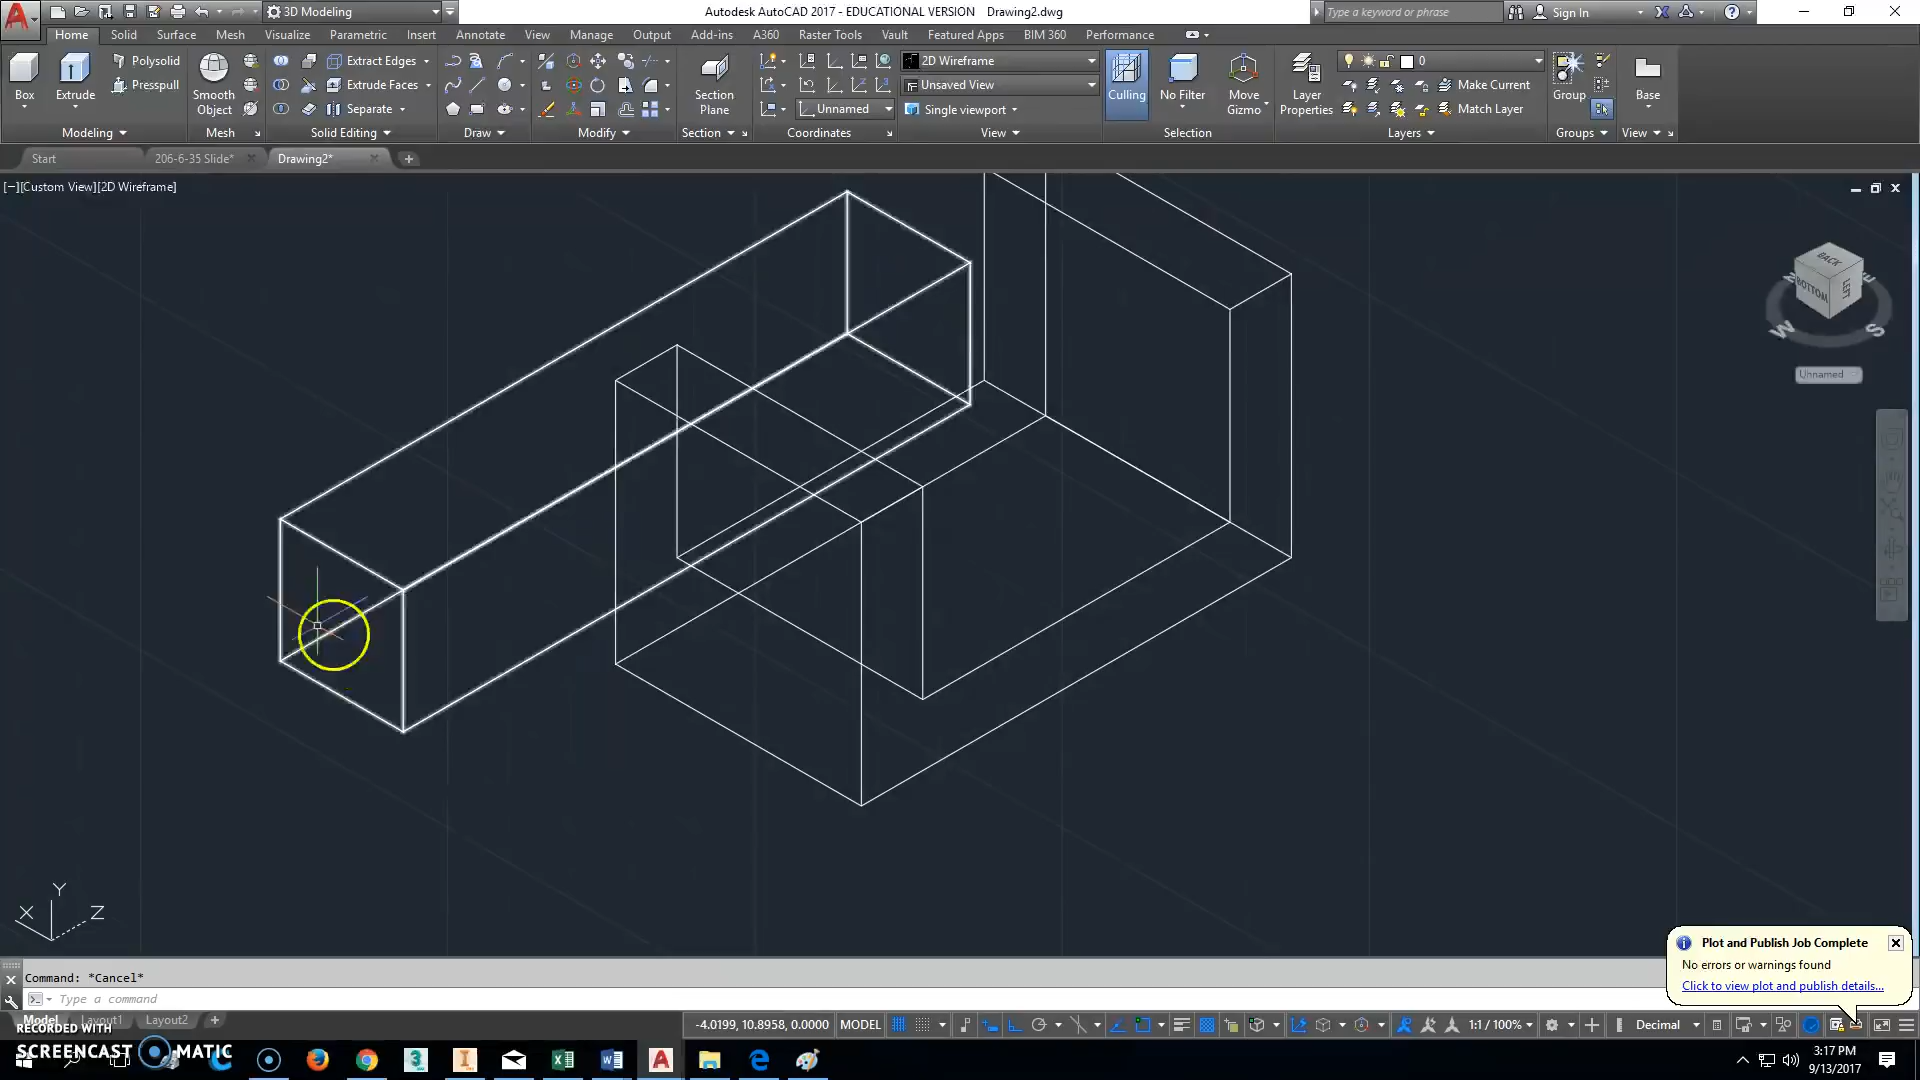 3D Modeling
Autodesk AutoCAD 2017 - EDUCATIONAL VERSION Drawing2.dwg
Type a keyword or phrase
Sign In
Home Solid Surface Mesh Visualize Parametric Insert Annotate View Manage Output Add-ins A360 Raster Tools Vault Featured Apps BIM 360 Performance
Box
Extrude
Polysolid
Presspull
Smooth Object
Extract Edges
Extrude Faces
Separate
Section Plane
Unnamed
2D Wireframe
Unsaved View
Single viewport
Culling
No Filter
Move Gizmo
Layer Properties
0
Make Current
Match Layer
Group
Base
Modeling Mesh Solid Editing Draw Modify Section Coordinates View Selection Layers Groups View
Start 206-6-35 Slide* Drawing2*
[−][Custom View][2D Wireframe]
BACK
BOTTOM
LEFT
N
E
W
S
Unnamed
Y
X
Z
Plot and Publish Job Complete
No errors or warnings found
Click to view plot and publish details...
Command: *Cancel*
Type a command
Model Layout1 Layout2
-4.0199, 10.8958, 0.0000 MODEL 1:1 / 100% Decimal
RECORDED WITH
SCREENCAST MATIC
3:17 PM
9/13/2017